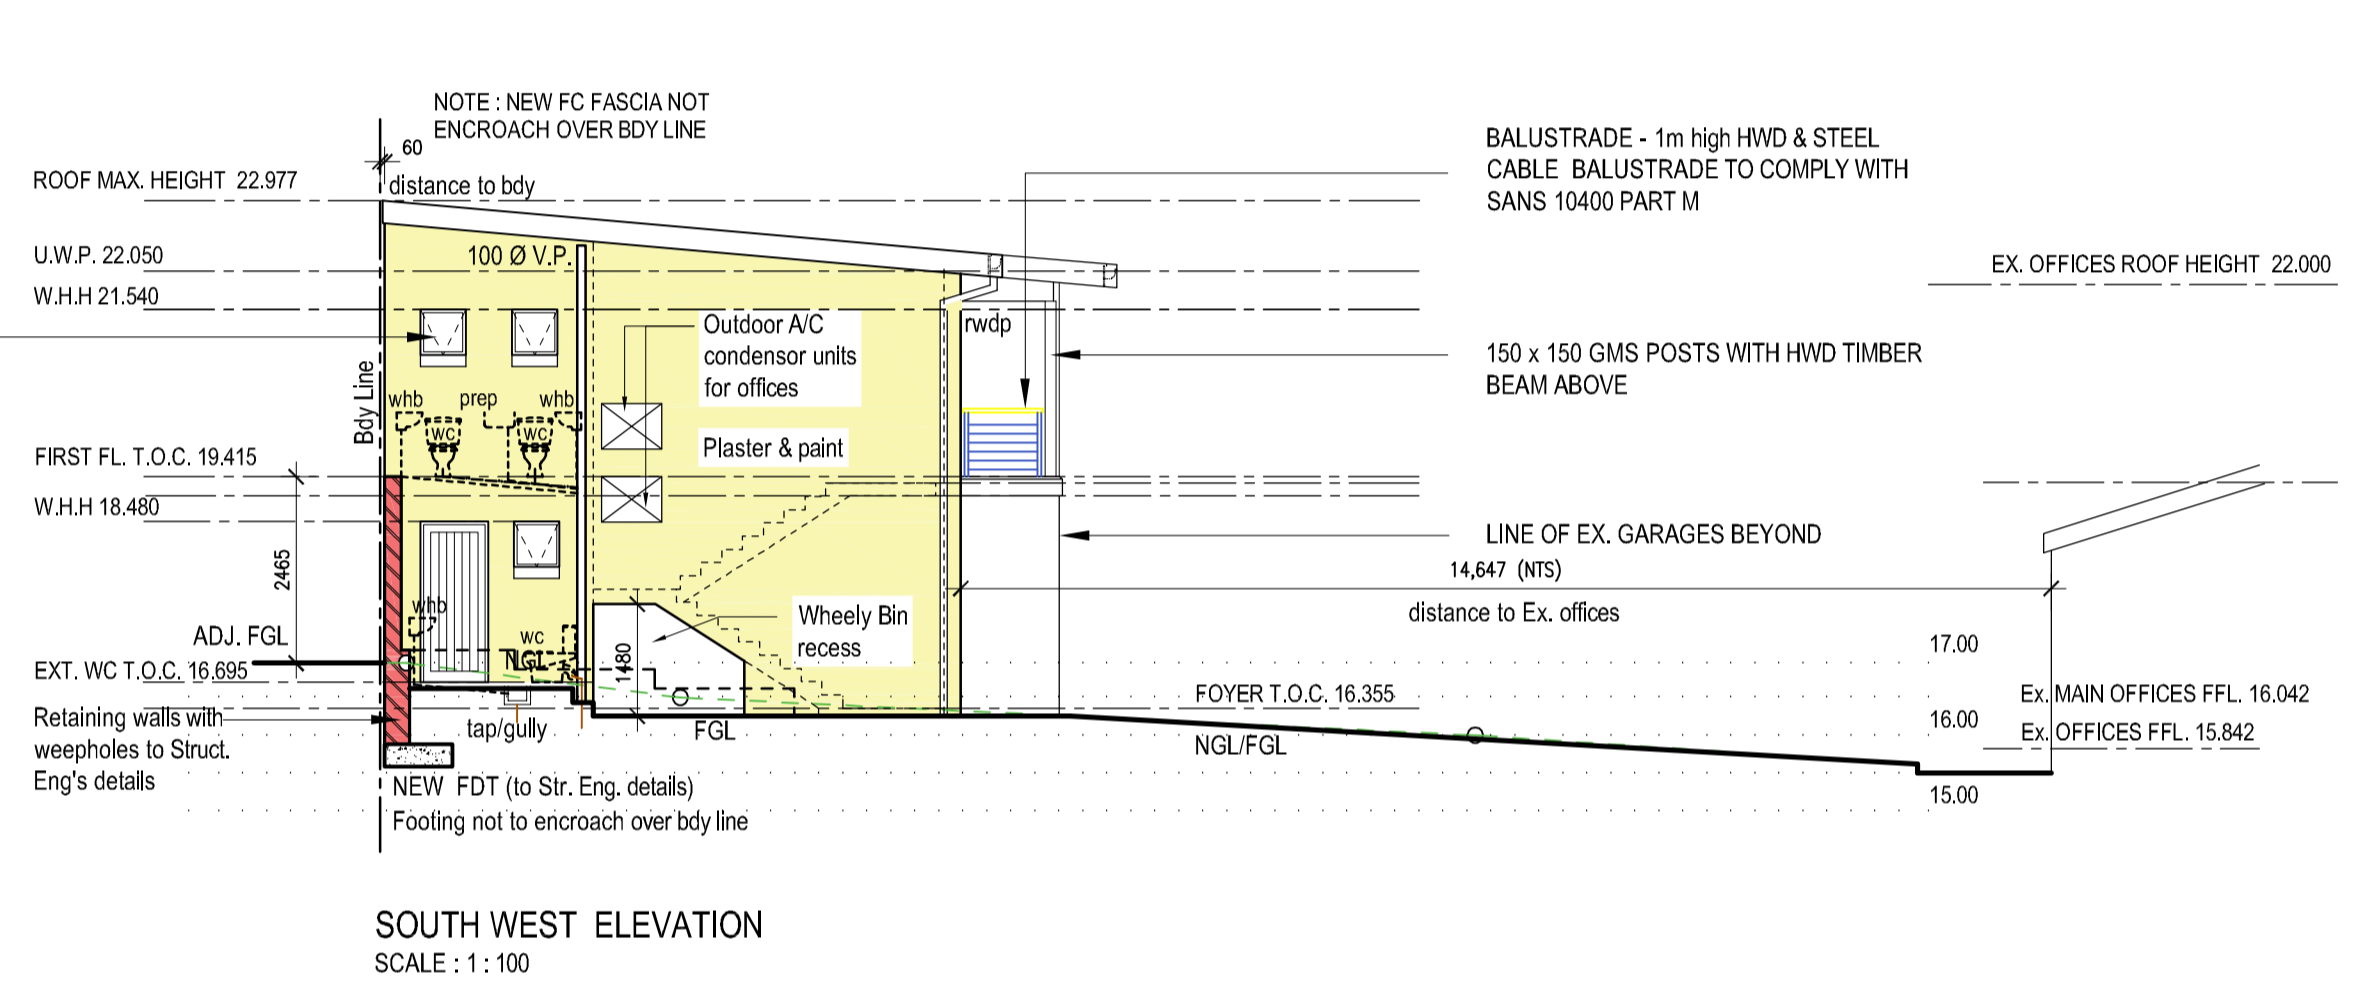 NOTE : NEW FC FASCIA NOT
ENCROACH OVER BDY LINE
60
distance to bdy
ROOF MAX. HEIGHT 22.977
U.W.P. 22.050
W.H.H 21.540
100 Ø V.P.
BALUSTRADE - 1m high HWD & STEEL
CABLE BALUSTRADE TO COMPLY WITH
SANS 10400 PART M
EX. OFFICES ROOF HEIGHT 22.000
Outdoor A/C
condensor units
for offices
rwdp
150 x 150 GMS POSTS WITH HWD TIMBER
BEAM ABOVE
Bdy Line
whb
prep
whb
wc
wc
Plaster & paint
FIRST FL. T.O.C. 19.415
W.H.H 18.480
2465
LINE OF EX. GARAGES BEYOND
14,647 (NTS)
distance to Ex. offices
whb
wc
NGL
1480
Wheely Bin
recess
ADJ. FGL
EXT. WC T.O.C. 16.695
17.00
FOYER T.O.C. 16.355
Ex. MAIN OFFICES FFL. 16.042
16.00
Ex. OFFICES FFL. 15.842
Retaining walls with
weepholes to Struct.
Eng's details
tap/gully
FGL
NGL/FGL
15.00
NEW FDT (to Str. Eng. details)
Footing not to encroach over bdy line
SOUTH WEST ELEVATION
SCALE : 1 : 100